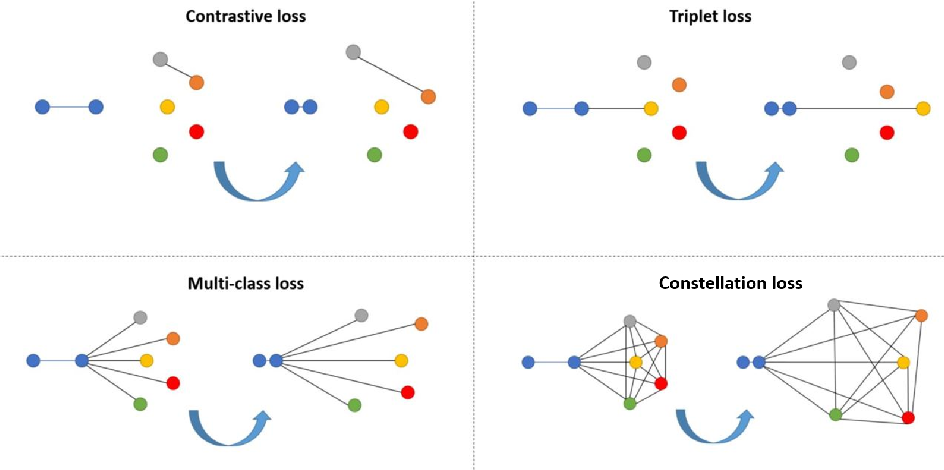 Contrastive loss
Triplet loss
Multi-class loss
Constellation loss